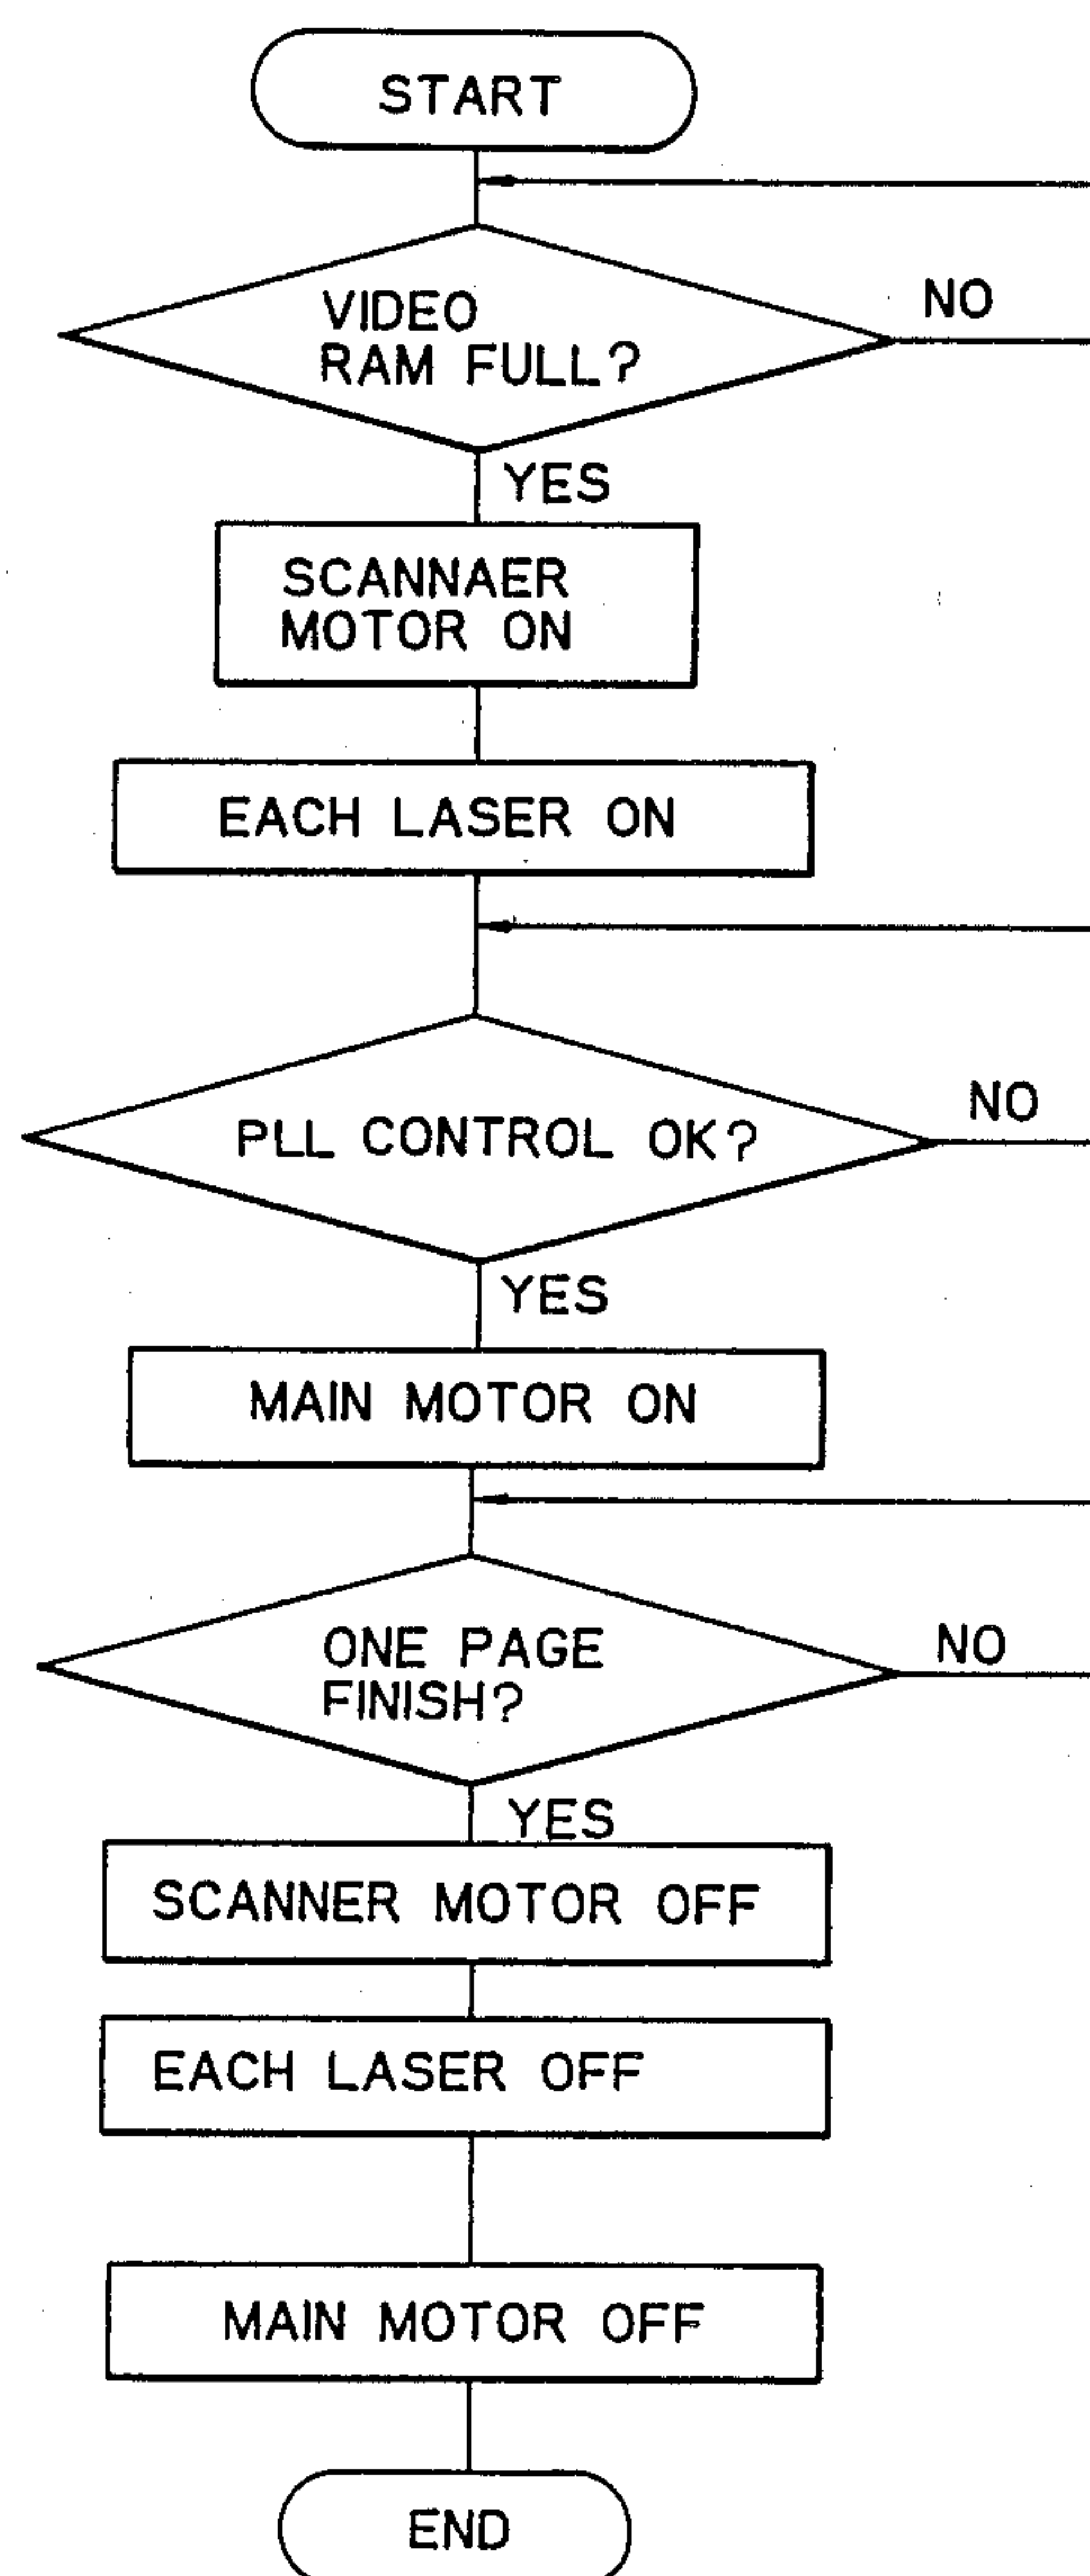 START
VIDEO
RAM FULL?
NO
YES
SCANNAER
MOTOR ON
EACH LASER ON
PLL CONTROL OK?
NO
YES
MAIN MOTOR ON
ONE PAGE
FINISH?
NO
YES
SCANNER MOTOR OFF
EACH LASER OFF
MAIN MOTOR OFF
END